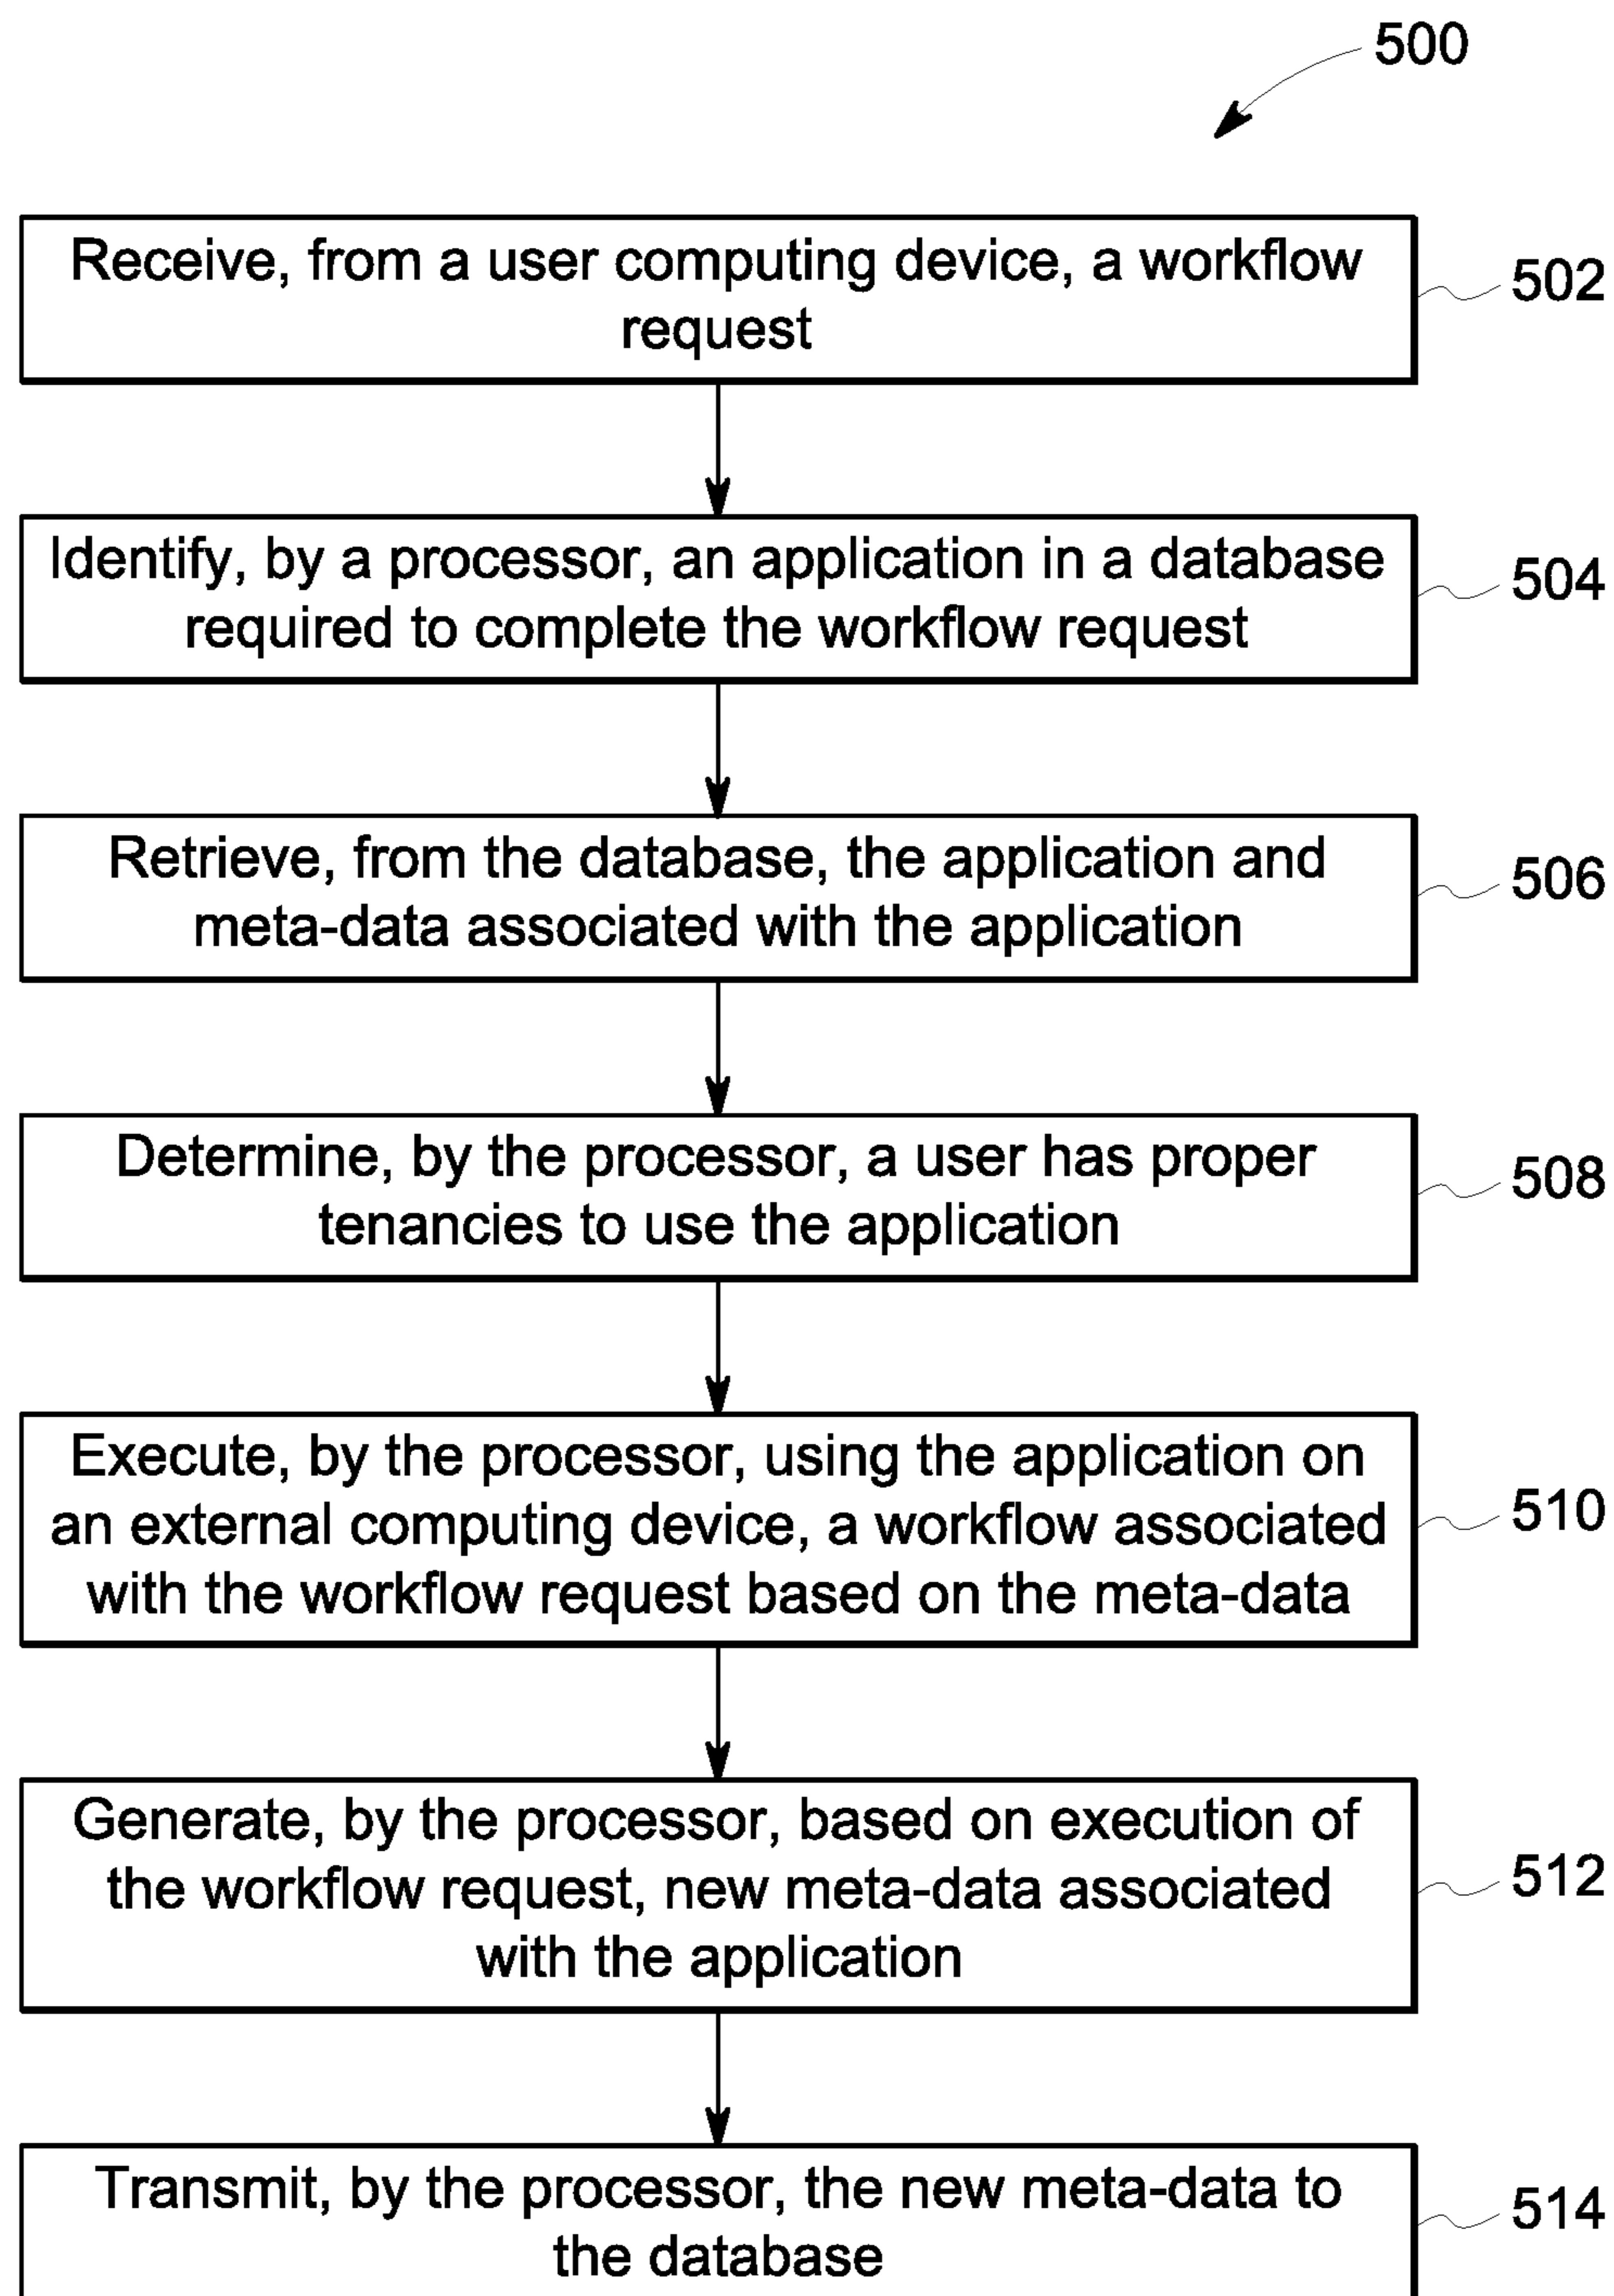 500
Receive, from a user computing device, a workflow
request
502
Identify, by a processor, an application in a database
required to complete the workflow request
504
Retrieve, from the database, the application and
meta-data associated with the application
506
Determine, by the processor, a user has proper
tenancies to use the application
508
Execute, by the processor, using the application on
an external computing device, a workflow associated
with the workflow request based on the meta-data
510
Generate, by the processor, based on execution of
the workflow request, new meta-data associated
with the application
512
Transmit, by the processor, the new meta-data to
the database
514